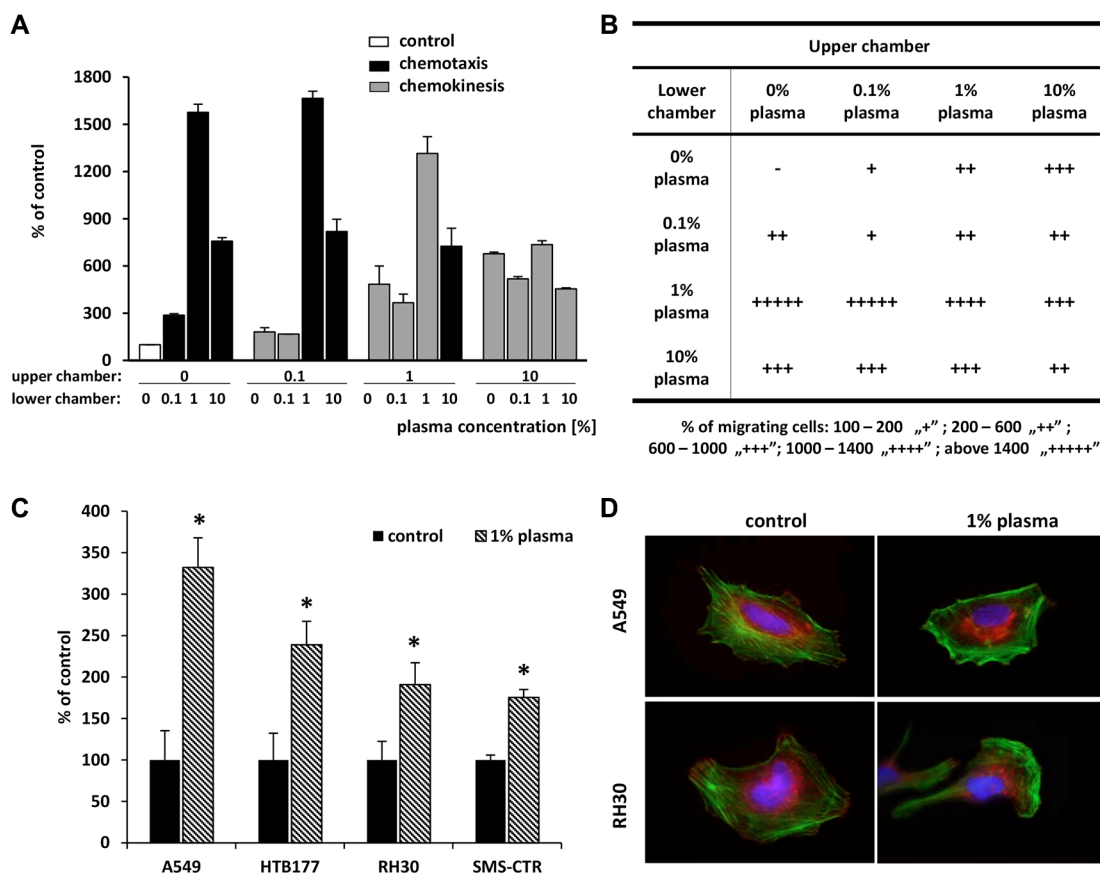 A
control
chemotaxis
chemokinesis
% of control
1800
1500
1200
900
600
300
0
upper chamber: 0 0.1 1 10
lower chamber: 0 0.1 1 10 0 0.1 1 10 0 0.1 1 10 0 0.1 1 10
plasma concentration [%]
B
Upper chamber
Lower chamber
0% plasma
0.1% plasma
1% plasma
10% plasma
0% plasma - + ++ +++
0.1% plasma ++ + ++ ++
1% plasma +++++ +++++ ++++ +++
10% plasma +++ +++ +++ ++
% of migrating cells: 100 – 200 „+” ; 200 – 600 „++” ;
600 – 1000 „+++”; 1000 – 1400 „++++” ; above 1400 „+++++”
C
control 1% plasma
% of control
400
350
300
250
200
150
100
50
0
* * * *
A549 HTB177 RH30 SMS-CTR
D
control 1% plasma
A549
RH30